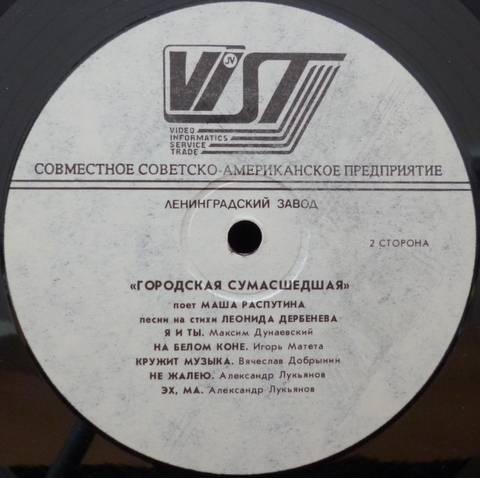 JV
VIST
VIDEO
INFORMATICS
SERVICE
TRADE
СОВМЕСТНОЕ СОВЕТСКО-АМЕРИКАНСКОЕ ПРЕДПРИЯТИЕ
ЛЕНИНГРАДСКИЙ ЗАВОД
2 СТОРОНА
«ГОРОДСКАЯ СУМАСШЕДШАЯ»
поет МАША РАСПУТИНА
песни на стихи ЛЕОНИДА ДЕРБЕНЕВА
Я И ТЫ. Максим Дунаевский
НА БЕЛОМ КОНЕ. Игорь Матета
КРУЖИТ МУЗЫКА. Вячеслав Добрынин
НЕ ЖАЛЕЮ. Александр Лукьянов
ЭХ, МА. Александр Лукьянов